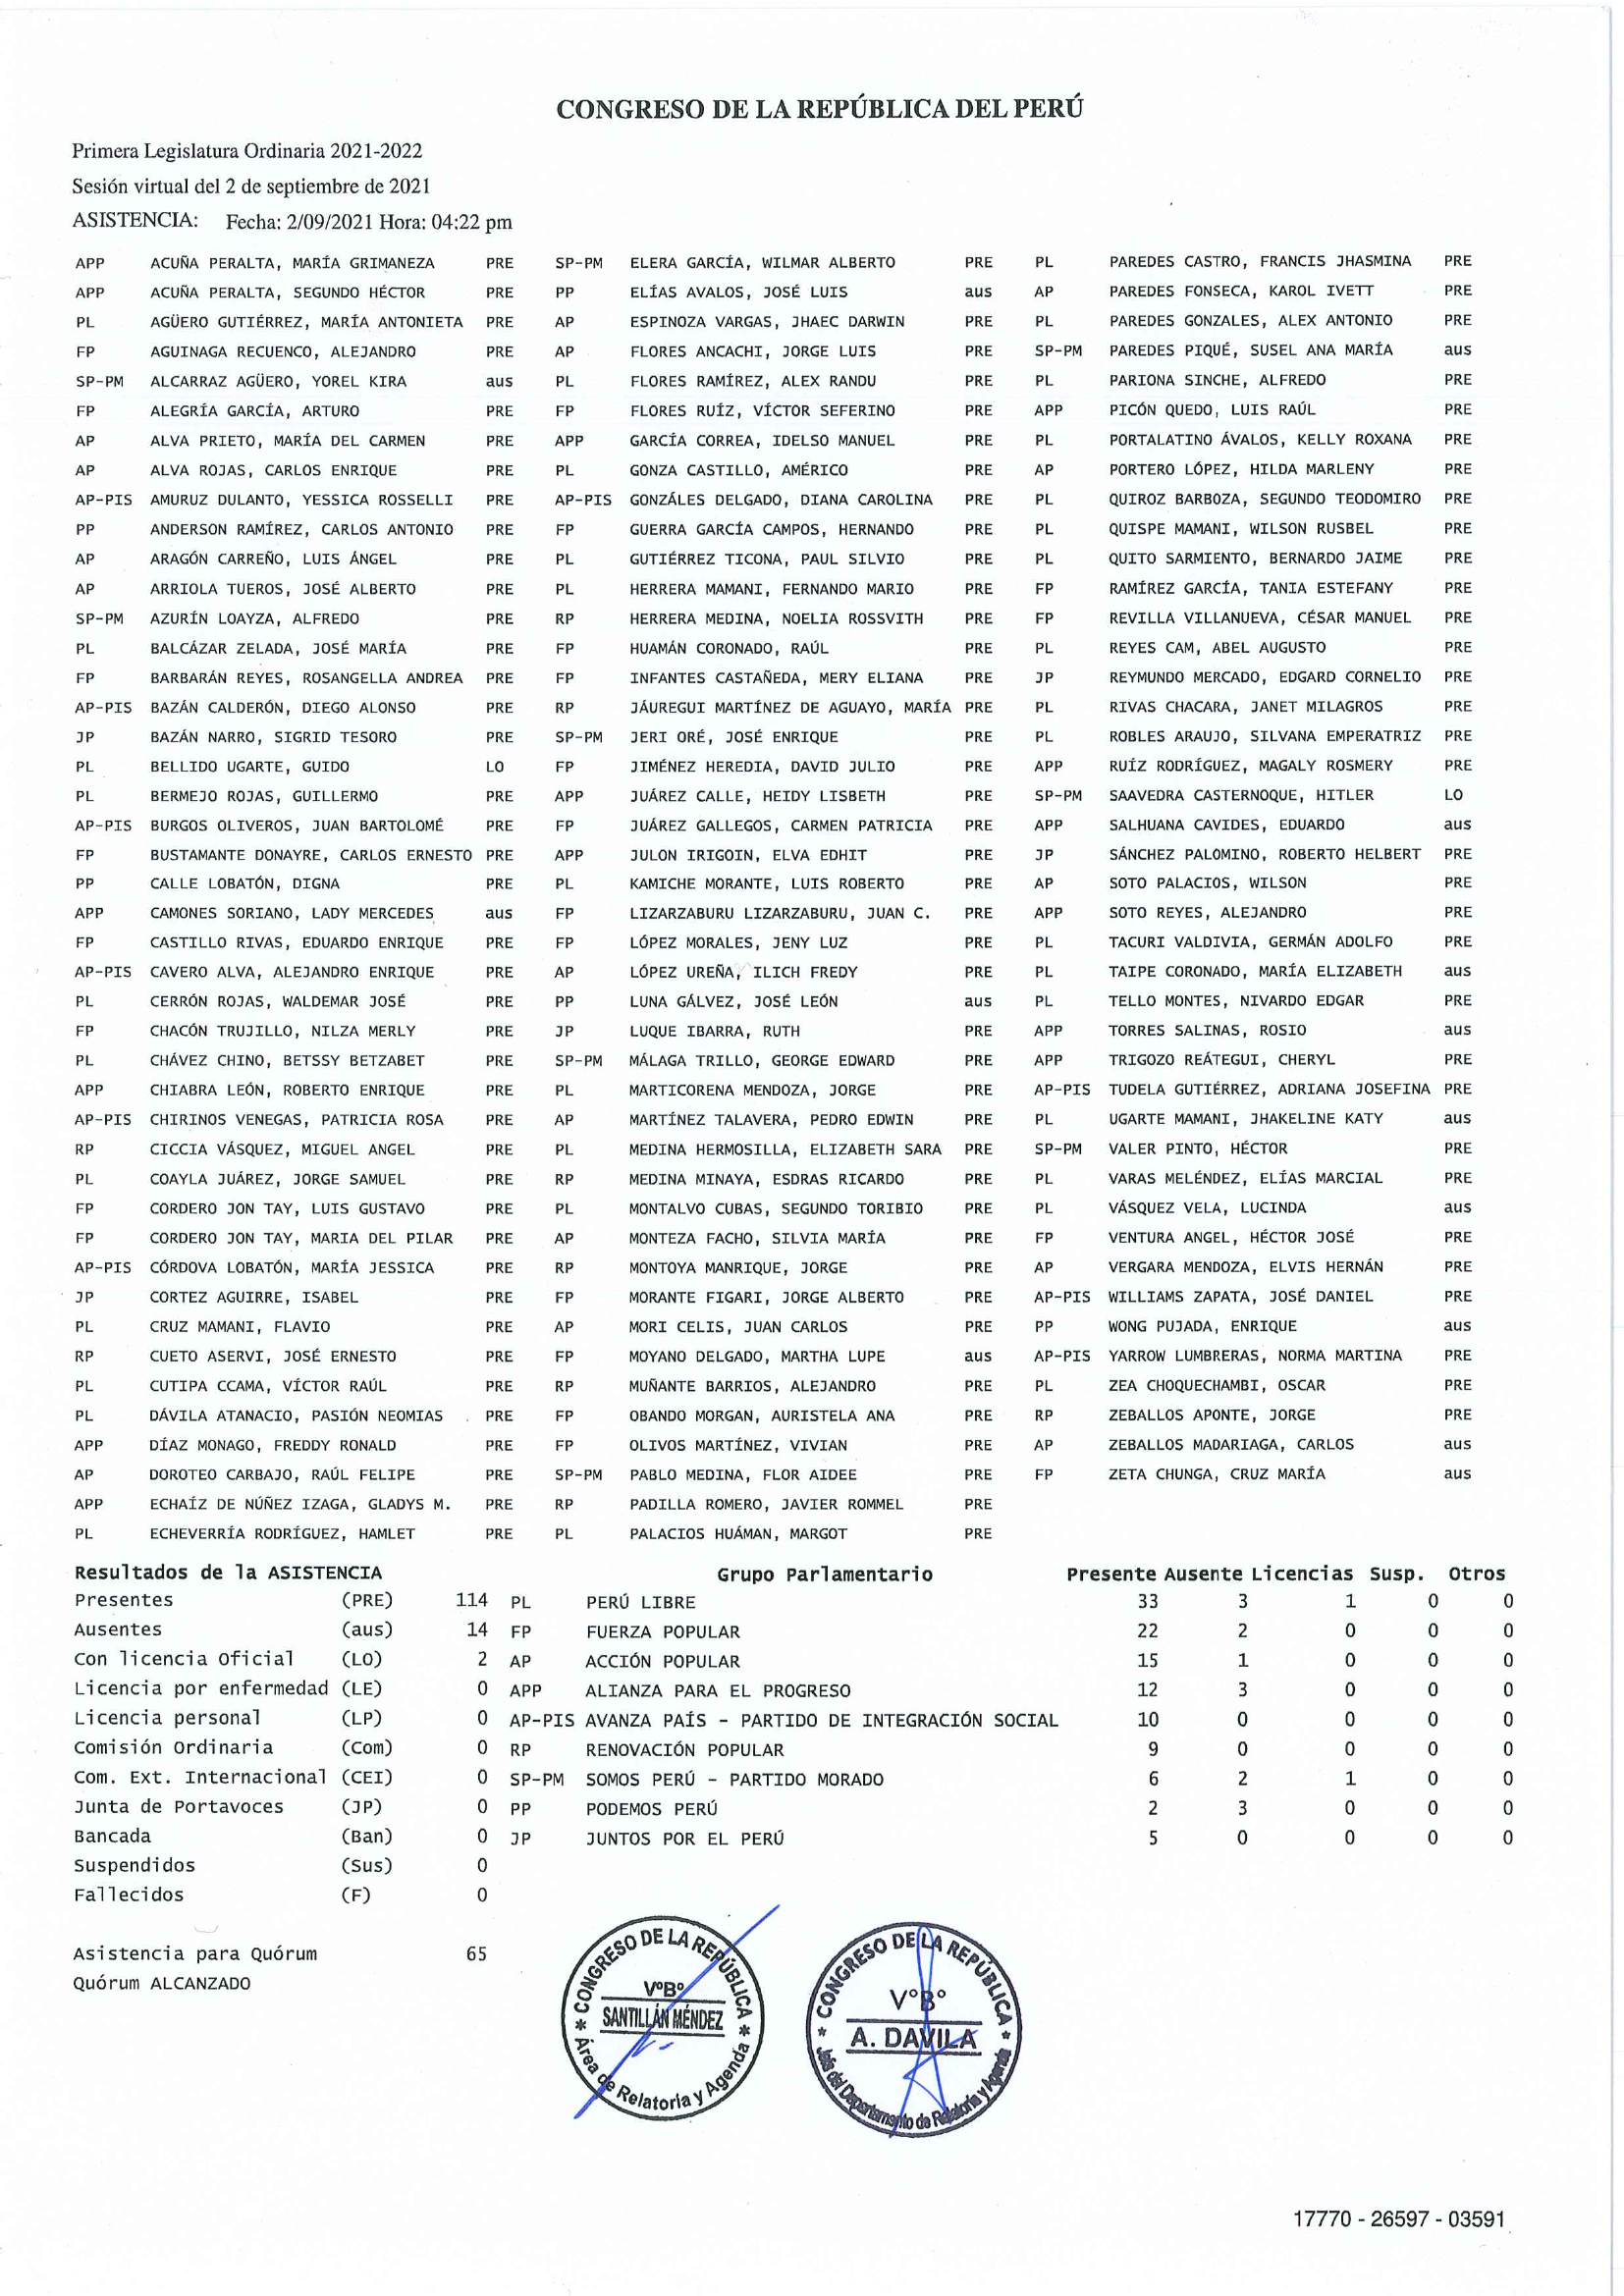 CONGRESO DE LA REPÚBLICA DEL PERÚ
Primera Legislatura Ordinaria 2021-2022
Sesión virtual del 2 de septiembre de 2021
ASISTENCIA: Fecha: 2/09/2021 Hora: 04:22 pm
APP ACUÑA PERALTA, MARÍA GRIMANEZA PRE SP-PM ELERA GARCÍA, WILMAR ALBERTO PRE PL PAREDES CASTRO, FRANCIS JHASMINA PRE
APP ACUÑA PERALTA, SEGUNDO HÉCTOR PRE PP ELÍAS AVALOS, JOSÉ LUIS aus AP PAREDES FONSECA, KAROL IVETT PRE
PL AGÜERO GUTIÉRREZ, MARÍA ANTONIETA PRE AP ESPINOZA VARGAS, JHAEC DARWIN PRE PL PAREDES GONZALES, ALEX ANTONIO PRE
FP AGUINAGA RECUENCO, ALEJANDRO PRE AP FLORES ANCACHI, JORGE LUIS PRE SP-PM PAREDES PIQUÉ, SUSEL ANA MARÍA aus
SP-PM ALCARRAZ AGÜERO, YOREL KIRA aus PL FLORES RAMÍREZ, ALEX RANDU PRE PL PARIONA SINCHE, ALFREDO PRE
FP ALEGRÍA GARCÍA, ARTURO PRE FP FLORES RUÍZ, VÍCTOR SEFERINO PRE APP PICÓN QUEDO, LUIS RAÚL PRE
AP ALVA PRIETO, MARÍA DEL CARMEN PRE APP GARCÍA CORREA, IDELSO MANUEL PRE PL PORTALATINO ÁVALOS, KELLY ROXANA PRE
AP ALVA ROJAS, CARLOS ENRIQUE PRE PL GONZA CASTILLO, AMÉRICO PRE AP PORTERO LÓPEZ, HILDA MARLENY PRE
AP-PIS AMURUZ DULANTO, YESSICA ROSSELLI PRE AP-PIS GONZÁLES DELGADO, DIANA CAROLINA PRE PL QUIROZ BARBOZA, SEGUNDO TEODOMIRO PRE
PP ANDERSON RAMÍREZ, CARLOS ANTONIO PRE FP GUERRA GARCÍA CAMPOS, HERNANDO PRE PL QUISPE MAMANI, WILSON RUSBEL PRE
AP ARAGÓN CARREÑO, LUIS ÁNGEL PRE PL GUTIÉRREZ TICONA, PAUL SILVIO PRE PL QUITO SARMIENTO, BERNARDO JAIME PRE
AP ARRIOLA TUEROS, JOSÉ ALBERTO PRE PL HERRERA MAMANI, FERNANDO MARIO PRE FP RAMÍREZ GARCÍA, TANIA ESTEFANY PRE
SP-PM AZURÍN LOAYZA, ALFREDO PRE RP HERRERA MEDINA, NOELIA ROSSVITH PRE FP REVILLA VILLANUEVA, CÉSAR MANUEL PRE
PL BALCÁZAR ZELADA, JOSÉ MARÍA PRE FP HUAMÁN CORONADO, RAÚL PRE PL REYES CAM, ABEL AUGUSTO PRE
FP BARBARÁN REYES, ROSANGELLA ANDREA PRE FP INFANTES CASTAÑEDA, MERY ELIANA PRE JP REYMUNDO MERCADO, EDGARD CORNELIO PRE
AP-PIS BAZÁN CALDERÓN, DIEGO ALONSO PRE RP JÁUREGUI MARTÍNEZ DE AGUAYO, MARÍA PRE PL RIVAS CHACARA, JANET MILAGROS PRE
JP BAZÁN NARRO, SIGRID TESORO PRE SP-PM JERI ORÉ, JOSÉ ENRIQUE PRE PL ROBLES ARAUJO, SILVANA EMPERATRIZ PRE
PL BELLIDO UGARTE, GUIDO LO FP JIMÉNEZ HEREDIA, DAVID JULIO PRE APP RUÍZ RODRÍGUEZ, MAGALY ROSMERY PRE
PL BERMEJO ROJAS, GUILLERMO PRE APP JUÁREZ CALLE, HEIDY LISBETH PRE SP-PM SAAVEDRA CASTERNOQUE, HITLER LO
AP-PIS BURGOS OLIVEROS, JUAN BARTOLOMÉ PRE FP JUÁREZ GALLEGOS, CARMEN PATRICIA PRE APP SALHUANA CAVIDES, EDUARDO aus
FP BUSTAMANTE DONAYRE, CARLOS ERNESTO PRE APP JULON IRIGOIN, ELVA EDHIT PRE JP SÁNCHEZ PALOMINO, ROBERTO HELBERT PRE
PP CALLE LOBATÓN, DIGNA PRE PL KAMICHE MORANTE, LUIS ROBERTO PRE AP SOTO PALACIOS, WILSON PRE
APP CAMONES SORIANO, LADY MERCEDES aus FP LIZARZABURU LIZARZABURU, JUAN C. PRE APP SOTO REYES, ALEJANDRO PRE
FP CASTILLO RIVAS, EDUARDO ENRIQUE PRE FP LÓPEZ MORALES, JENY LUZ PRE PL TACURI VALDIVIA, GERMÁN ADOLFO PRE
AP-PIS CAVERO ALVA, ALEJANDRO ENRIQUE PRE AP LÓPEZ UREÑA, ILICH FREDY PRE PL TAIPE CORONADO, MARÍA ELIZABETH aus
PL CERRÓN ROJAS, WALDEMAR JOSÉ PRE PP LUNA GÁLVEZ, JOSÉ LEÓN aus PL TELLO MONTES, NIVARDO EDGAR PRE
FP CHACÓN TRUJILLO, NILZA MERLY PRE JP LUQUE IBARRA, RUTH PRE APP TORRES SALINAS, ROSIO aus
PL CHÁVEZ CHINO, BETSSY BETZABET PRE SP-PM MÁLAGA TRILLO, GEORGE EDWARD PRE APP TRIGOZO REÁTEGUI, CHERYL PRE
APP CHIABRA LEÓN, ROBERTO ENRIQUE PRE PL MARTICORENA MENDOZA, JORGE PRE AP-PIS TUDELA GUTIÉRREZ, ADRIANA JOSEFINA PRE
AP-PIS CHIRINOS VENEGAS, PATRICIA ROSA PRE AP MARTÍNEZ TALAVERA, PEDRO EDWIN PRE PL UGARTE MAMANI, JHAKELINE KATY aus
RP CICCIA VÁSQUEZ, MIGUEL ANGEL PRE PL MEDINA HERMOSILLA, ELIZABETH SARA PRE SP-PM VALER PINTO, HÉCTOR PRE
PL COAYLA JUÁREZ, JORGE SAMUEL PRE RP MEDINA MINAYA, ESDRAS RICARDO PRE PL VARAS MELÉNDEZ, ELÍAS MARCIAL PRE
FP CORDERO JON TAY, LUIS GUSTAVO PRE PL MONTALVO CUBAS, SEGUNDO TORIBIO PRE PL VÁSQUEZ VELA, LUCINDA aus
FP CORDERO JON TAY, MARIA DEL PILAR PRE AP MONTEZA FACHO, SILVIA MARÍA PRE FP VENTURA ANGEL, HÉCTOR JOSÉ PRE
AP-PIS CÓRDOVA LOBATÓN, MARÍA JESSICA PRE RP MONTOYA MANRIQUE, JORGE PRE AP VERGARA MENDOZA, ELVIS HERNÁN PRE
JP CORTEZ AGUIRRE, ISABEL PRE FP MORANTE FIGARI, JORGE ALBERTO PRE AP-PIS WILLIAMS ZAPATA, JOSÉ DANIEL PRE
PL CRUZ MAMANI, FLAVIO PRE AP MORI CELIS, JUAN CARLOS PRE PP WONG PUJADA, ENRIQUE aus
RP CUETO ASERVI, JOSÉ ERNESTO PRE FP MOYANO DELGADO, MARTHA LUPE aus AP-PIS YARROW LUMBRERAS, NORMA MARTINA PRE
PL CUTIPA CCAMA, VÍCTOR RAÚL PRE RP MUÑANTE BARRIOS, ALEJANDRO PRE PL ZEA CHOQUECHAMBI, OSCAR PRE
PL DÁVILA ATANACIO, PASIÓN NEOMIAS PRE FP OBANDO MORGAN, AURISTELA ANA PRE RP ZEBALLOS APONTE, JORGE PRE
APP DÍAZ MONAGO, FREDDY RONALD PRE FP OLIVOS MARTÍNEZ, VIVIAN PRE AP ZEBALLOS MADARIAGA, CARLOS aus
AP DOROTEO CARBAJO, RAÚL FELIPE PRE SP-PM PABLO MEDINA, FLOR AIDEE PRE FP ZETA CHUNGA, CRUZ MARÍA aus
APP ECHAÍZ DE NÚÑEZ IZAGA, GLADYS M. PRE RP PADILLA ROMERO, JAVIER ROMMEL PRE
PL ECHEVERRÍA RODRÍGUEZ, HAMLET PRE PL PALACIOS HUÁMAN, MARGOT PRE
Resultados de la ASISTENCIA Grupo Parlamentario Presente Ausente Licencias Susp. Otros
Presentes (PRE) 114 PL PERÚ LIBRE 33 3 1 0 0
Ausentes (aus) 14 FP FUERZA POPULAR 22 2 0 0 0
Con licencia Oficial (LO) 2 AP ACCIÓN POPULAR 15 1 0 0 0
Licencia por enfermedad (LE) 0 APP ALIANZA PARA EL PROGRESO 12 3 0 0 0
Licencia personal (LP) 0 AP-PIS AVANZA PAÍS - PARTIDO DE INTEGRACIÓN SOCIAL 10 0 0 0 0
Comisión Ordinaria (Com) 0 RP RENOVACIÓN POPULAR 9 0 0 0 0
Com. Ext. Internacional (CEI) 0 SP-PM SOMOS PERÚ - PARTIDO MORADO 6 2 1 0 0
Junta de Portavoces (JP) 0 PP PODEMOS PERÚ 2 3 0 0 0
Bancada (Ban) 0 JP JUNTOS POR EL PERÚ 5 0 0 0 0
Suspendidos (Sus) 0
Fallecidos (F) 0
Asistencia para Quórum 65
Quórum ALCANZADO
CONGRESO DE LA REPÚBLICA
V°B°
SANTILLÁN MÉNDEZ
Área de Relatoría y Agenda
CONGRESO DE LA REPÚBLICA
V°B°
A. DAVILA
Jefa del Departamento de Relatoría y Agenda
17770 - 26597 - 03591